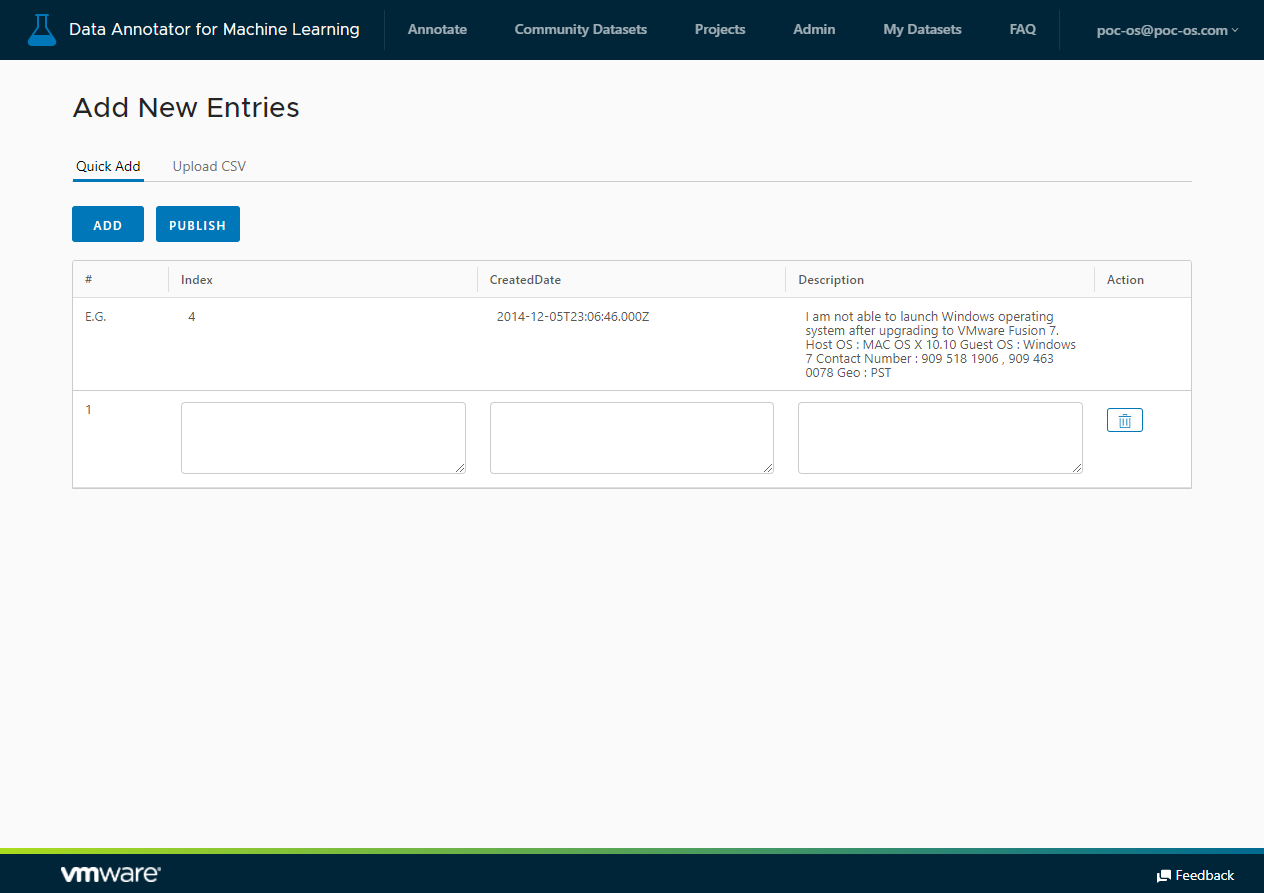 Data Annotator for Machine Learning Annotate Community Datasets Projects Admin My Datasets FAQ poc-os@poc-os.com
Add New Entries
Quick Add Upload CSV
ADD PUBLISH
# Index CreatedDate Description Action
E.G. 4 2014-12-05T23:06:46.000Z I am not able to launch Windows operating
system after upgrading to VMware Fusion 7.
Host OS : MAC OS X 10.10 Guest OS : Windows
7 Contact Number : 909 518 1906 , 909 463
0078 Geo : PST
1
vmware® Feedback